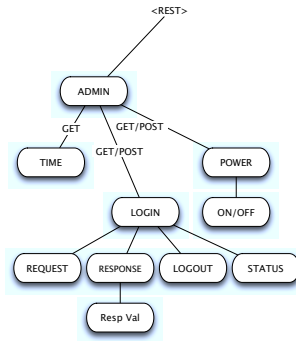 <REST>
ADMIN
GET
GET/POST
GET/POST
TIME
POWER
LOGIN
ON/OFF
REQUEST
RESPONSE
LOGOUT
STATUS
Resp Val